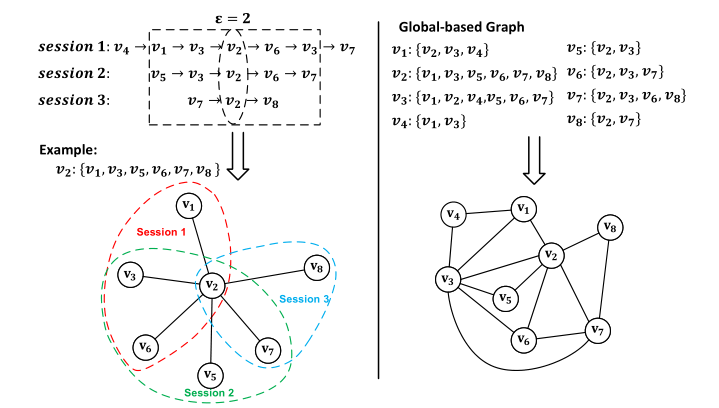 ε = 2
session 1: v₄ → v₁ → v₃ → v₂ → v₆ → v₃ → v₇
session 2: v₅ → v₃ → v₂ → v₆ → v₇
session 3: v₇ → v₂ → v₈
Example:
v₂: {v₁, v₃, v₅, v₆, v₇, v₈}
v₁
Session 1
v₃
v₂
v₈
Session 3
v₆
v₇
v₅
Session 2
Global-based Graph
v₁: {v₂, v₃, v₄}
v₂: {v₁, v₃, v₅, v₆, v₇, v₈}
v₃: {v₁, v₂, v₄,v₅, v₆, v₇}
v₄: {v₁, v₃}
v₅: {v₂, v₃}
v₆: {v₂, v₃, v₇}
v₇: {v₂, v₃, v₆, v₈}
v₈: {v₂, v₇}
v₄
v₁
v₈
v₂
v₃
v₅
v₆
v₇